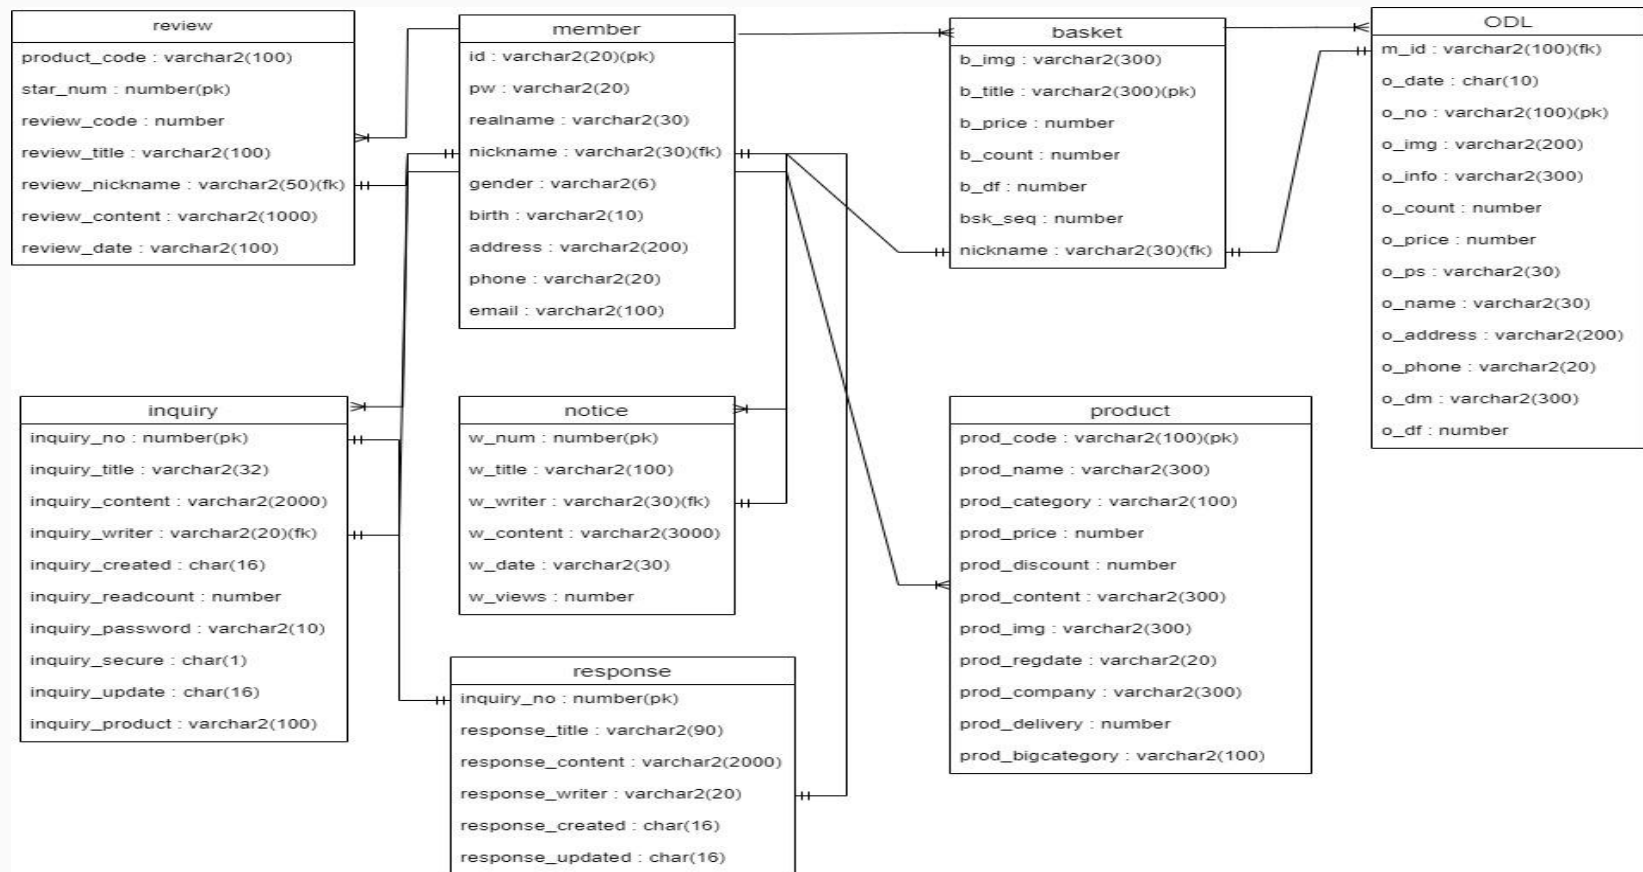 review
product_code : varchar2(100)
star_num : number(pk)
review_code : number
review_title : varchar2(100)
review_nickname : varchar2(50)(fk)
review_content : varchar2(1000)
review_date : varchar2(100)
member
id : varchar2(20)(pk)
pw : varchar2(20)
realname : varchar2(30)
nickname : varchar2(30)(fk)
gender : varchar2(6)
birth : varchar2(10)
address : varchar2(200)
phone : varchar2(20)
email : varchar2(100)
basket
b_img : varchar2(300)
b_title : varchar2(300)(pk)
b_price : number
b_count : number
b_df : number
bsk_seq : number
nickname : varchar2(30)(fk)
ODL
m_id : varchar2(100)(fk)
o_date : char(10)
o_no : varchar2(100)(pk)
o_img : varchar2(200)
o_info : varchar2(300)
o_count : number
o_price : number
o_ps : varchar2(30)
o_name : varchar2(30)
o_address : varchar2(200)
o_phone : varchar2(20)
o_dm : varchar2(300)
o_df : number
inquiry
inquiry_no : number(pk)
inquiry_title : varchar2(32)
inquiry_content : varchar2(2000)
inquiry_writer : varchar2(20)(fk)
inquiry_created : char(16)
inquiry_readcount : number
inquiry_password : varchar2(10)
inquiry_secure : char(1)
inquiry_update : char(16)
inquiry_product : varchar2(100)
notice
w_num : number(pk)
w_title : varchar2(100)
w_writer : varchar2(30)(fk)
w_content : varchar2(3000)
w_date : varchar2(30)
w_views : number
product
prod_code : varchar2(100)(pk)
prod_name : varchar2(300)
prod_category : varchar2(100)
prod_price : number
prod_discount : number
prod_content : varchar2(300)
prod_img : varchar2(300)
prod_regdate : varchar2(20)
prod_company : varchar2(300)
prod_delivery : number
prod_bigcategory : varchar2(100)
response
inquiry_no : number(pk)
response_title : varchar2(90)
response_content : varchar2(2000)
response_writer : varchar2(20)
response_created : char(16)
response_updated : char(16)